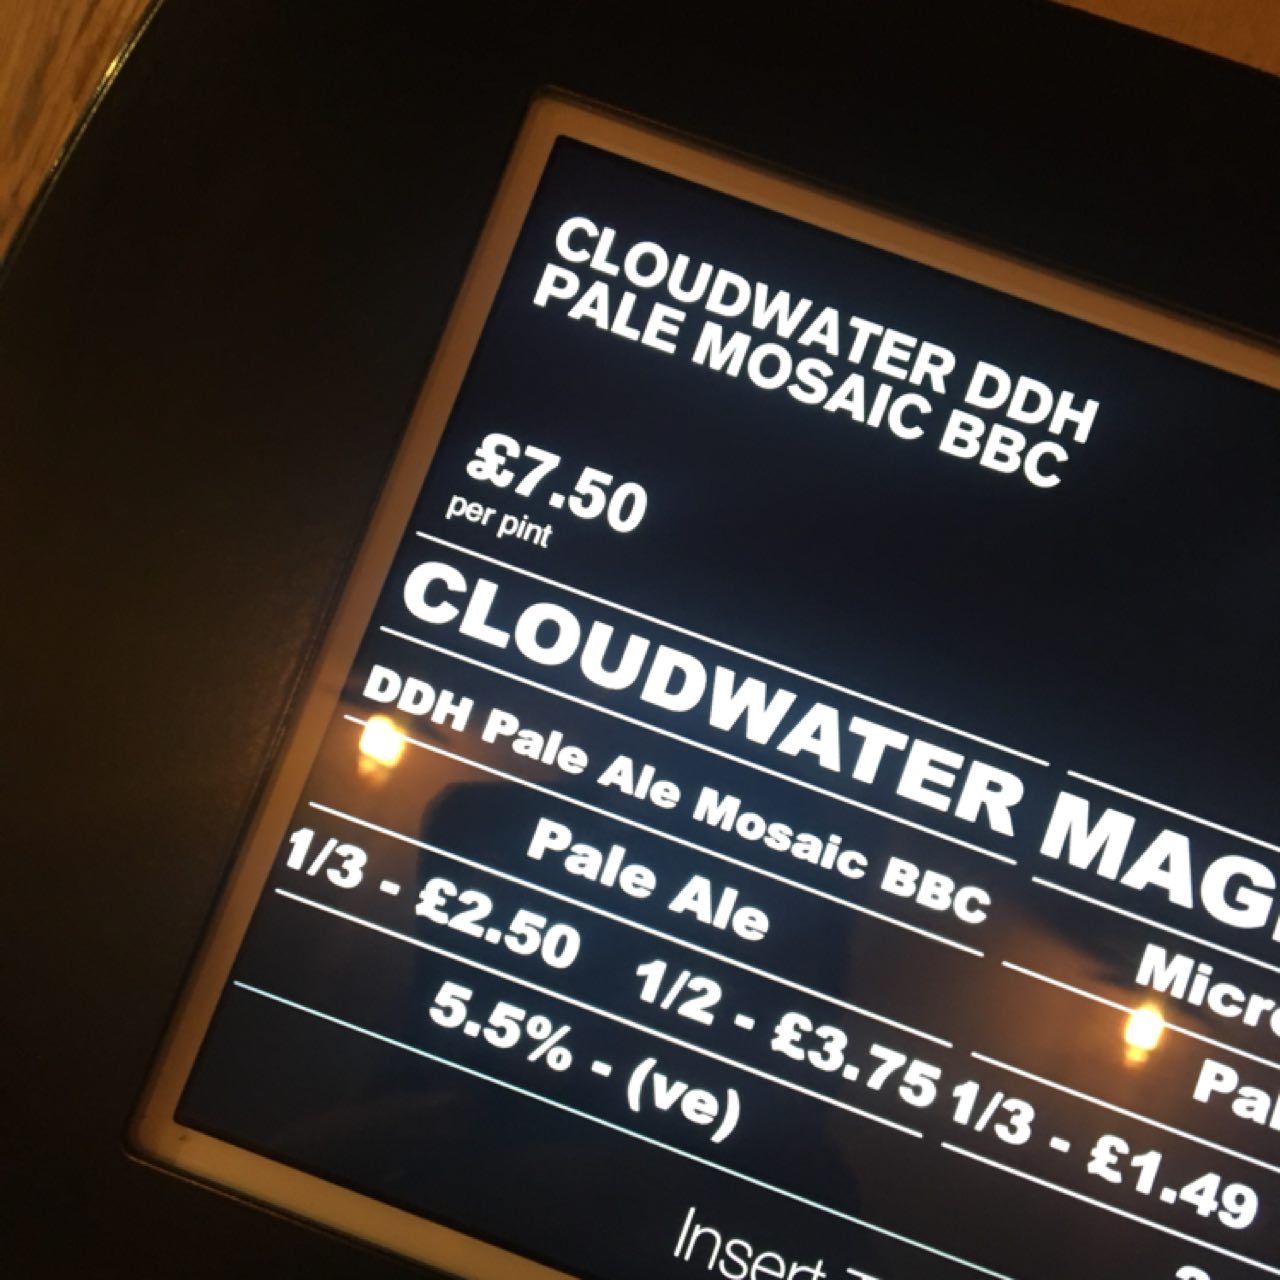 CLOUDWATER DDH
PALE MOSAIC BBC
£7.50
per pint
CLOUDWATER
DDH Pale Ale Mosaic BBC
Pale Ale
1/3 - £2.50 1/2 - £3.75
5.5% - (ve)
1/3 - £1.49
Insert